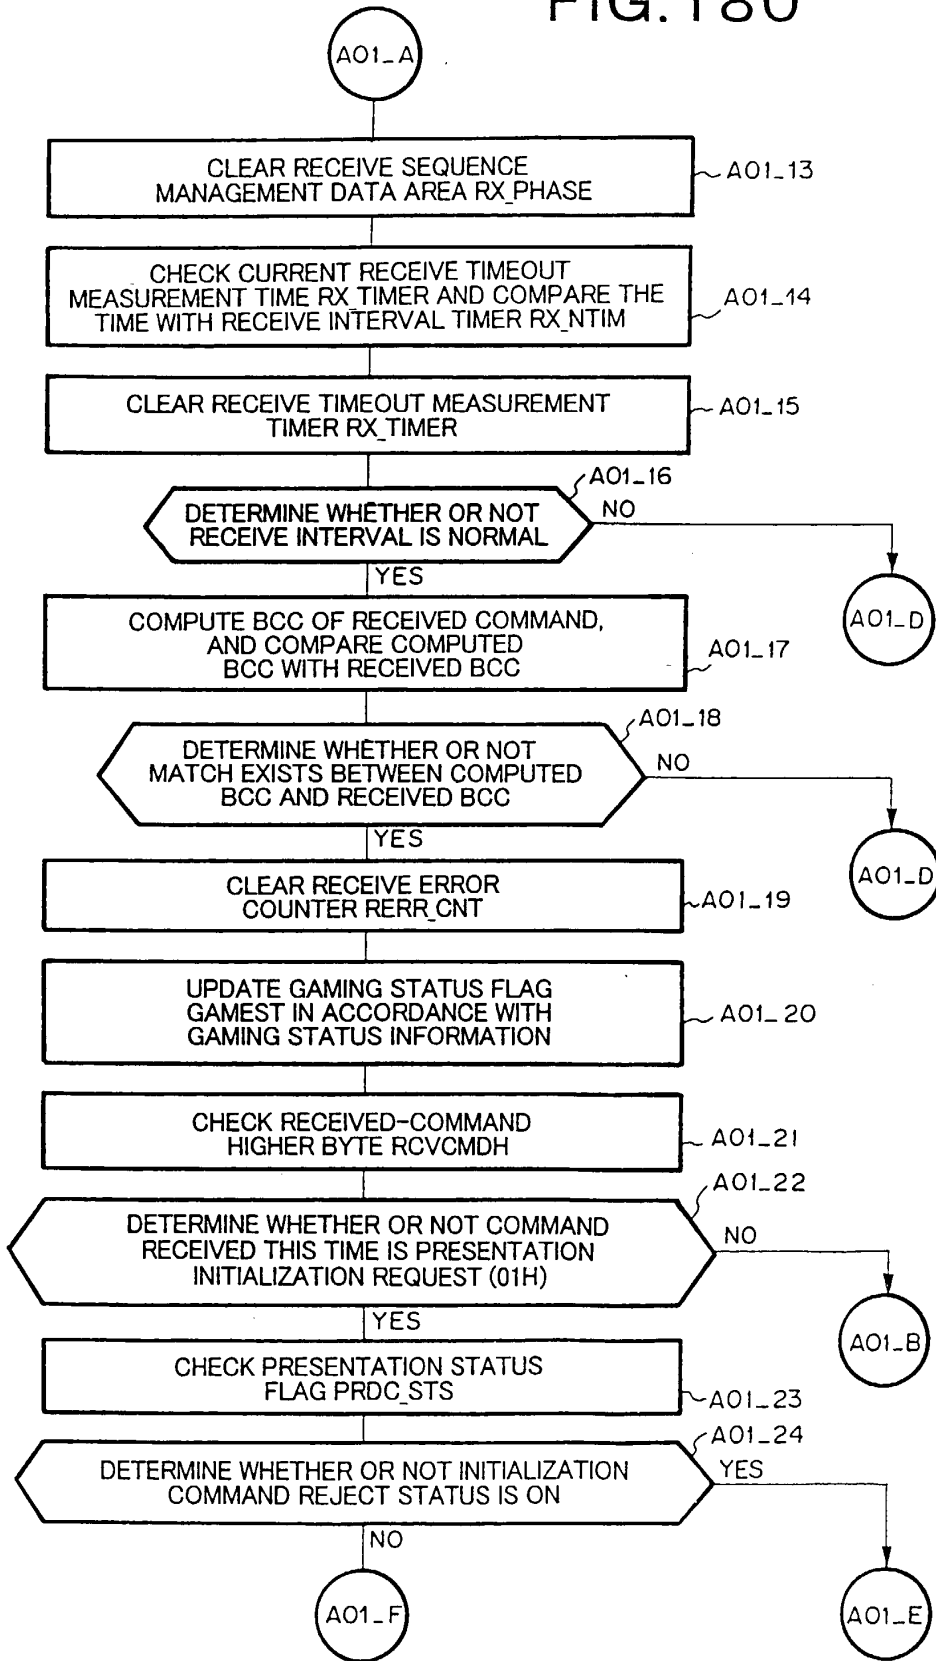 FIG. 180
A01_A
CLEAR RECEIVE SEQUENCE
MANAGEMENT DATA AREA RX_PHASE
A01_13
CHECK CURRENT RECEIVE TIMEOUT
MEASUREMENT TIME RX_TIMER AND COMPARE THE
TIME WITH RECEIVE INTERVAL TIMER RX_NTIM
A01_14
CLEAR RECEIVE TIMEOUT MEASUREMENT
TIMER RX_TIMER
A01_15
A01_16
DETERMINE WHETHER OR NOT
RECEIVE INTERVAL IS NORMAL
NO
YES
A01_D
COMPUTE BCC OF RECEIVED COMMAND,
AND COMPARE COMPUTED
BCC WITH RECEIVED BCC
A01_17
A01_18
DETERMINE WHETHER OR NOT
MATCH EXISTS BETWEEN COMPUTED
BCC AND RECEIVED BCC
NO
YES
A01_D
CLEAR RECEIVE ERROR
COUNTER RERR_CNT
A01_19
UPDATE GAMING STATUS FLAG
GAMEST IN ACCORDANCE WITH
GAMING STATUS INFORMATION
A01_20
CHECK RECEIVED-COMMAND
HIGHER BYTE RCVCMDH
A01_21
A01_22
DETERMINE WHETHER OR NOT COMMAND
RECEIVED THIS TIME IS PRESENTATION
INITIALIZATION REQUEST (01H)
NO
YES
A01_B
CHECK PRESENTATION STATUS
FLAG PRDC_STS
A01_23
A01_24
DETERMINE WHETHER OR NOT INITIALIZATION
COMMAND REJECT STATUS IS ON
YES
NO
A01_F
A01_E